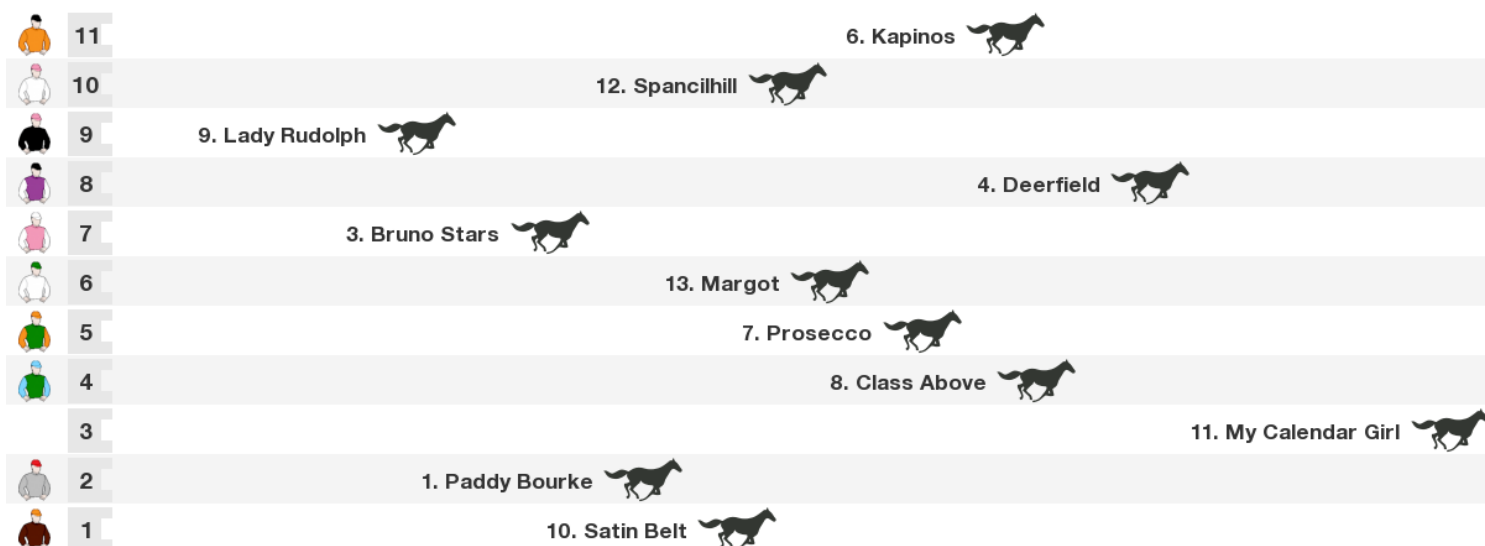 11 6. Kapinos
10 12. Spancilhill
9 9. Lady Rudolph
8 4. Deerfield
7 3. Bruno Stars
6 13. Margot
5 7. Prosecco
4 8. Class Above
3 11. My Calendar Girl
2 1. Paddy Bourke
1 10. Satin Belt